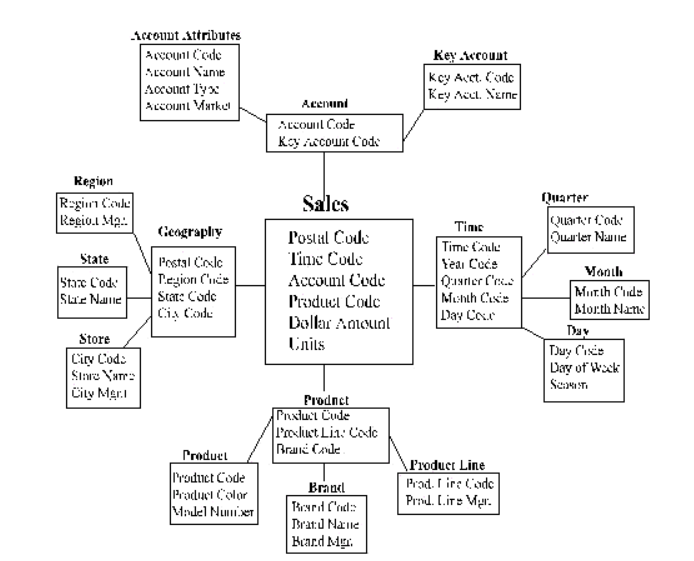 Account Attributes
Account Code
Account Name
Account Type
Account Market
Key Account
Key Acct. Code
Key Acct. Name
Account
Account Code
Key Account Code
Region
Region Code
Region Mgr.
Geography
Postal Code
Region Code
State Code
City Code
State
State Code
State Name
Store
City Code
Store Name
City Mgnt
Sales
Postal Code
Time Code
Account Code
Product Code
Dollar Amount
Units
Time
Time Code
Year Code
Quarter Code
Month Code
Day Code
Quarter
Quarter Code
Quarter Name
Month
Month Code
Month Name
Day
Day Code
Day of Week
Season
Product
Product Code
Product Line Code
Brand Code
Product
Product Code
Product Color
Model Number
Brand
Brand Code
Brand Name
Brand Mgr.
Product Line
Prod. Line Code
Prod. Line Mgr.